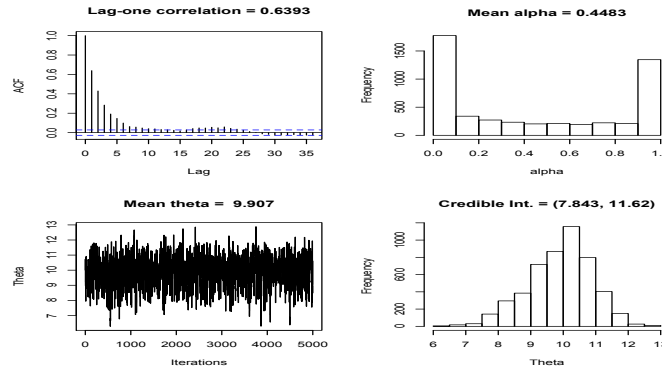 Lag-one correlation = 0.6393
ACF
0.0 0.2 0.4 0.6 0.8 1.0
0 5 10 15 20 25 30 35
Lag
Mean alpha = 0.4483
Frequency
0 500 1500
0.0 0.2 0.4 0.6 0.8 1.
alpha
Mean theta = 9.907
Theta
7 8 9 10 11 12 13
0 1000 2000 3000 4000 5000
Iterations
Credible Int. = (7.843, 11.62)
Frequency
0 200 600 1000
6 7 8 9 10 11 12 13
Theta